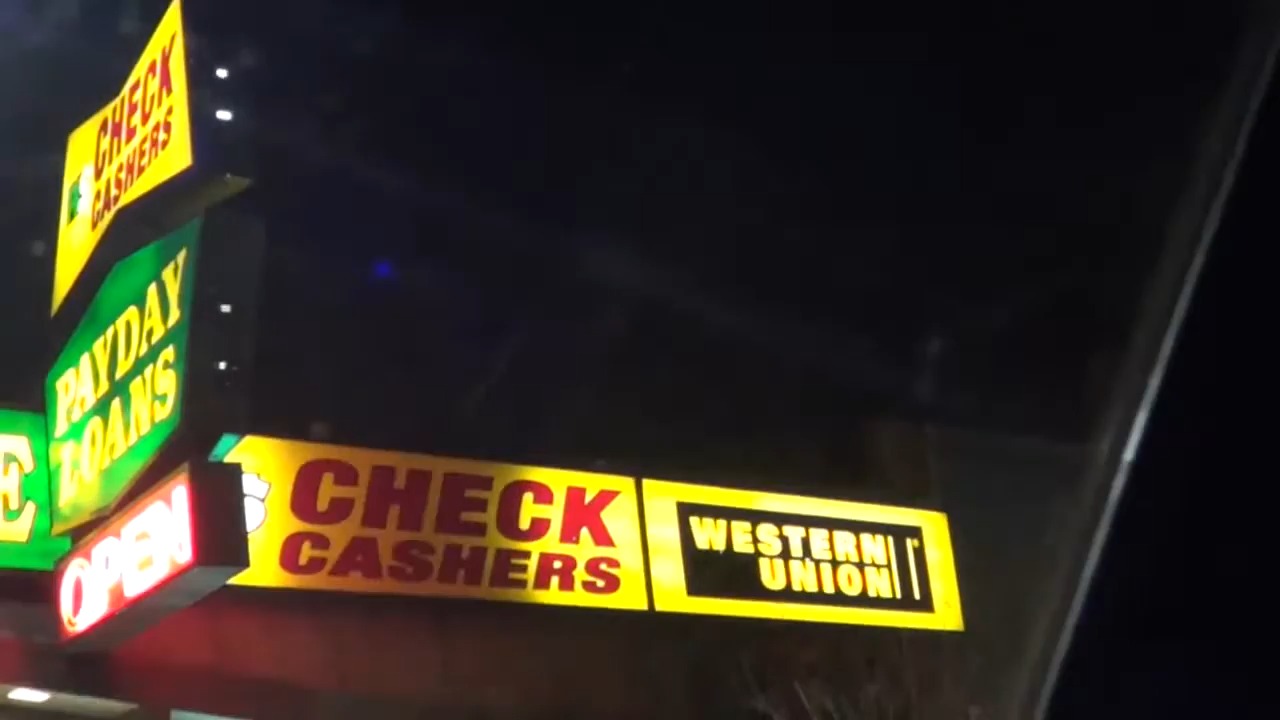 CHECK
CASHERS
PAYDAY
LOANS
E
OPEN
$ CHECK
CASHERS
WESTERN
UNION